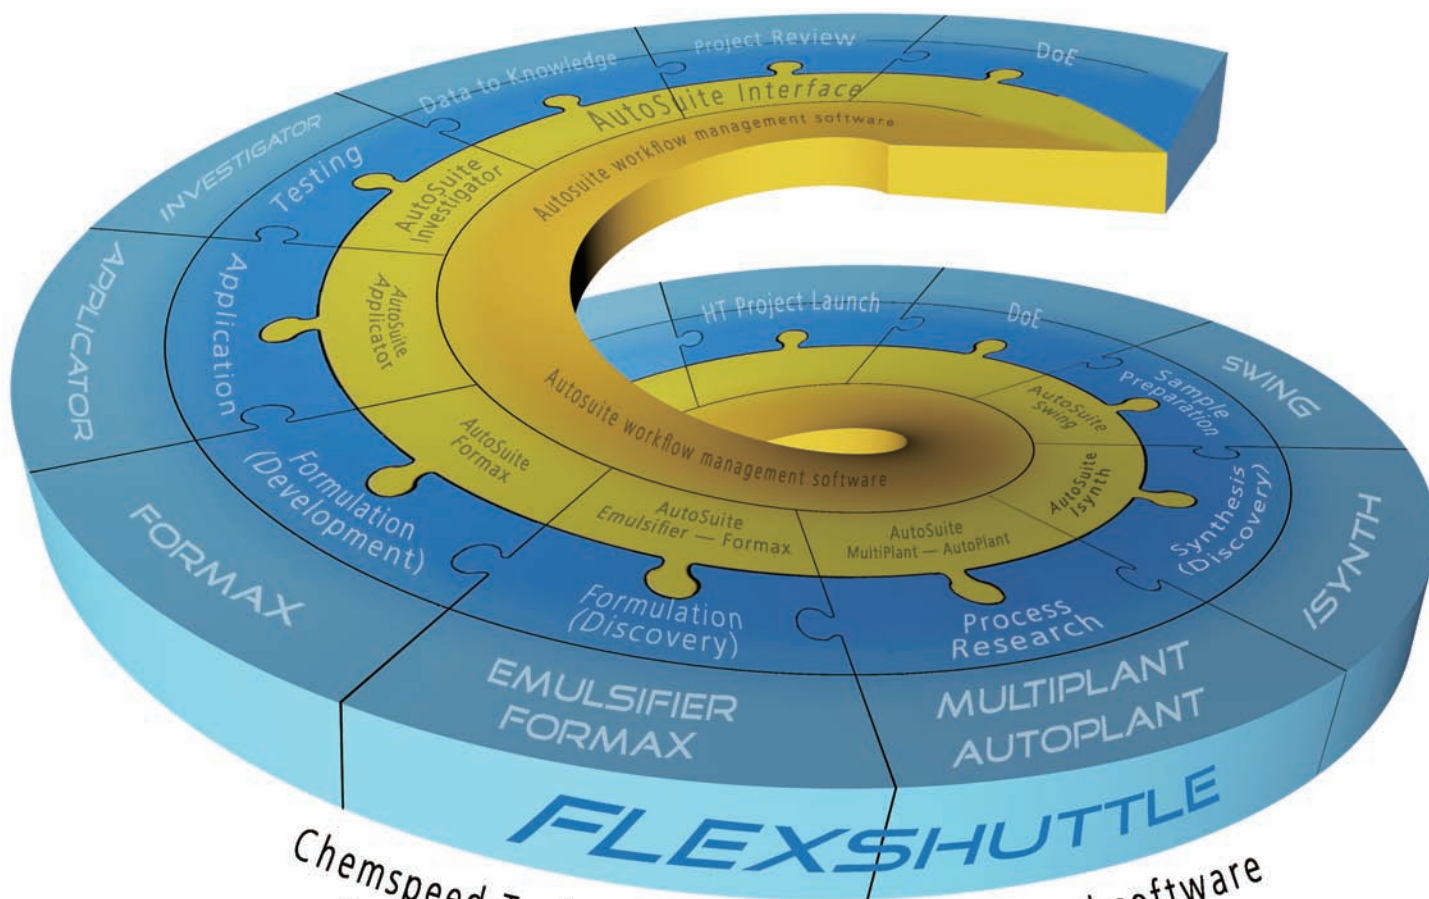 Project Review
DoE
Data to Knowledge
AutoSuite Interface
Autosuite workflow management software
INVESTIGATOR
Testing
AutoSuite
Investigator
APPLICATOR
Application
AutoSuite
Applicator
HT Project Launch
DoE
SWING
Sample
Preparation
AutoSuite
Swing
Autosuite workflow management software
AutoSuite
Formax
Formulation
(Development)
FORMAX
AutoSuite
Isynth
Synthesis
(Discovery)
ISYNTH
AutoSuite
Emulsifier — Formax
AutoSuite
MultiPlant — AutoPlant
Formulation
(Discovery)
Process
Research
EMULSIFIER
FORMAX
MULTIPLANT
AUTOPLANT
FLEXSHUTTLE
Chemspeed
software